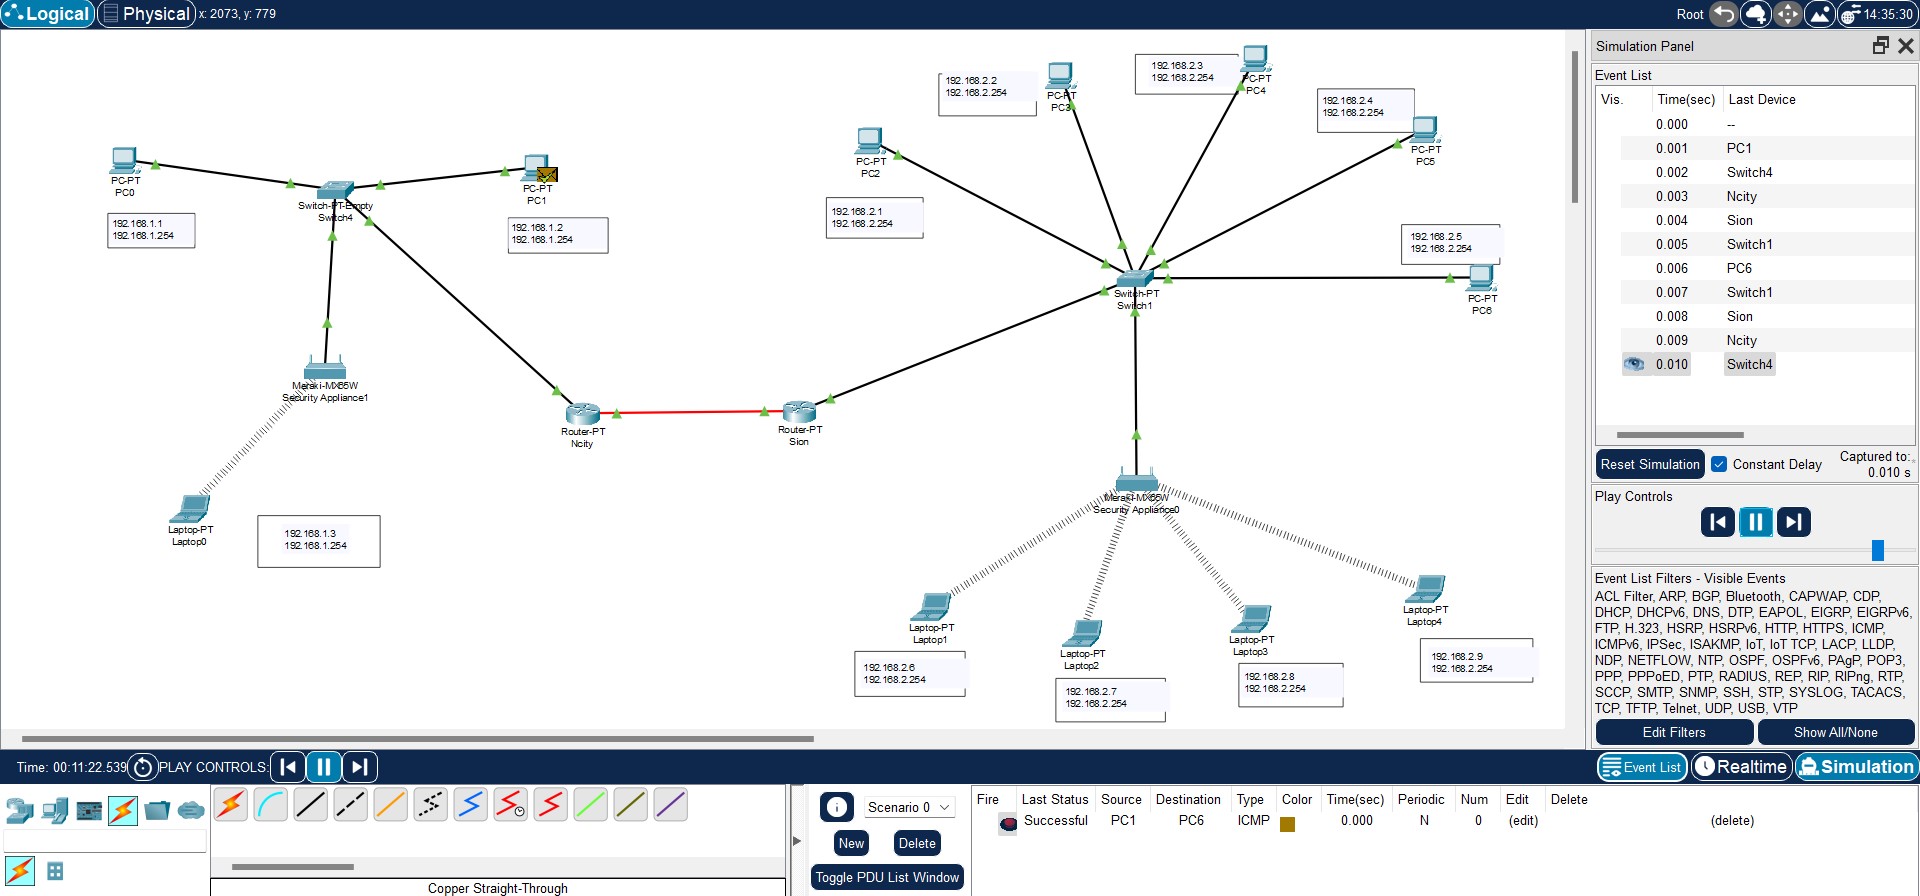 Logical Physical x: 2073, y: 779 Root 14:35:30
Simulation Panel
Event List
Vis. Time(sec) Last Device
0.000 --
0.001 PC1
0.002 Switch4
0.003 Ncity
0.004 Sion
0.005 Switch1
0.006 PC6
0.007 Switch1
0.008 Sion
0.009 Ncity
0.010 Switch4
Reset Simulation Constant Delay Captured to:
0.010 s
Play Controls
Event List Filters - Visible Events
ACL Filter, ARP, BGP, Bluetooth, CAPWAP, CDP,
DHCP, DHCPv6, DNS, DTP, EAPOL, EIGRP, EIGRPv6,
FTP, H.323, HSRP, HSRPv6, HTTP, HTTPS, ICMP,
ICMPv6, IPSec, ISAKMP, IoT, IoT TCP, LACP, LLDP,
NDP, NETFLOW, NTP, OSPF, OSPFv6, PAgP, POP3,
PPP, PPPoED, PTP, RADIUS, REP, RIP, RIPng, RTP,
SCCP, SMTP, SNMP, SSH, STP, SYSLOG, TACACS,
TCP, TFTP, Telnet, UDP, USB, VTP
Edit Filters Show All/None
PC-PT
PC0
192.168.1.1
192.168.1.254
Switch-PT-Empty
Switch4
PC-PT
PC1
192.168.1.2
192.168.1.254
Meraki-MX65W
Security Appliance1
Laptop-PT
Laptop0
192.168.1.3
192.168.1.254
Router-PT
Ncity
Router-PT
Sion
PC-PT
PC2
192.168.2.1
192.168.2.254
192.168.2.2
192.168.2.254
PC-PT
PC3
192.168.2.3
192.168.2.254
PC-PT
PC4
192.168.2.4
192.168.2.254
PC-PT
PC5
192.168.2.5
192.168.2.254
PC-PT
PC6
Switch-PT
Switch1
Meraki-MX65W
Security Appliance0
Laptop-PT
Laptop1
192.168.2.6
192.168.2.254
Laptop-PT
Laptop2
192.168.2.7
192.168.2.254
Laptop-PT
Laptop3
192.168.2.8
192.168.2.254
Laptop-PT
Laptop4
192.168.2.9
192.168.2.254
Time: 00:11:22.539 PLAY CONTROLS: Event List Realtime Simulation
Scenario 0
New Delete
Toggle PDU List Window
Copper Straight-Through
Fire Last Status Source Destination Type Color Time(sec) Periodic Num Edit Delete
Successful PC1 PC6 ICMP 0.000 N 0 (edit) (delete)